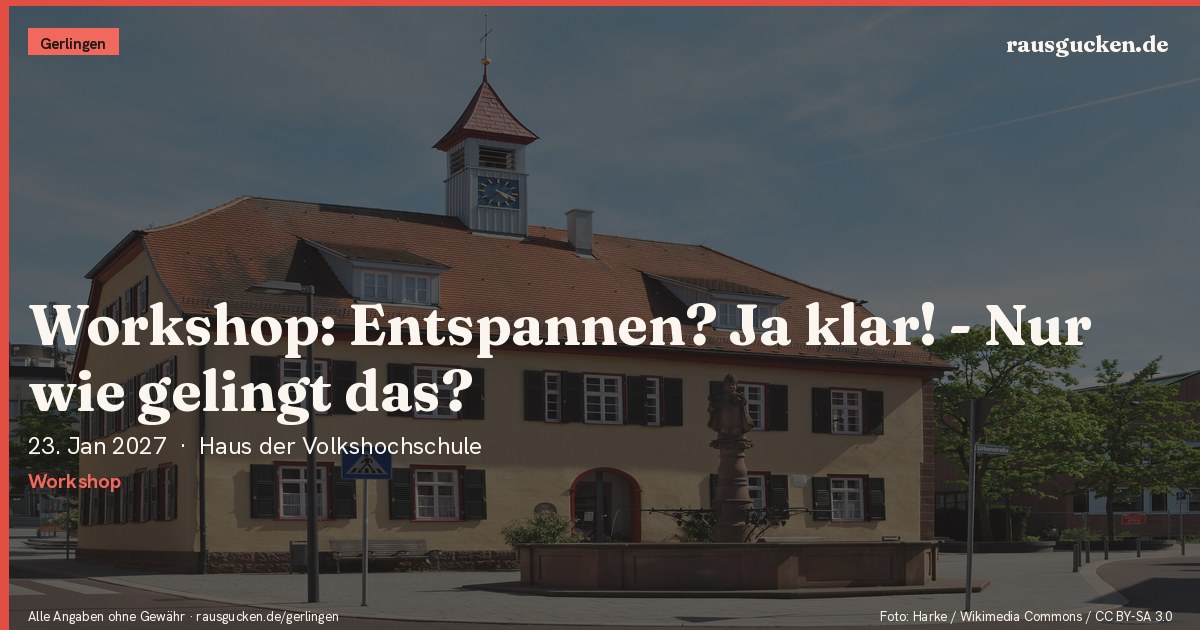 Gerlingen
rausgucken.de
Workshop: Entspannen? Ja klar! - Nur
wie gelingt das?
23. Jan 2027 · Haus der Volkshochschule
Workshop
Alle Angaben ohne Gewähr · rausgucken.de/gerlingen
Foto: Harke / Wikimedia Commons / CC BY-SA 3.0